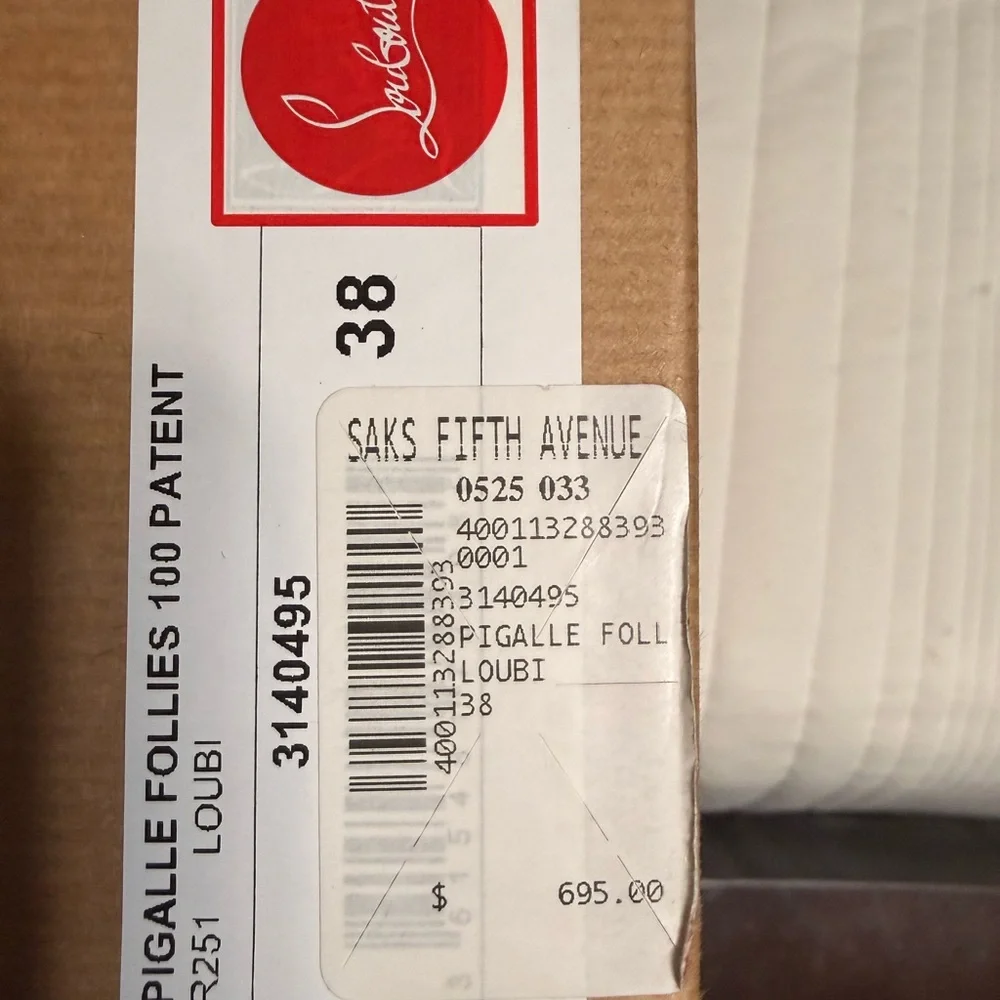 Loubout
38
PIGALLE FOLLIES 100 PATENT
R251 LOUBI
3140495
SAKS FIFTH AVENUE
0525 033
400113288393
0001
3140495
PIGALLE FOLL
LOUBI
38
400113288393
$ 695.00